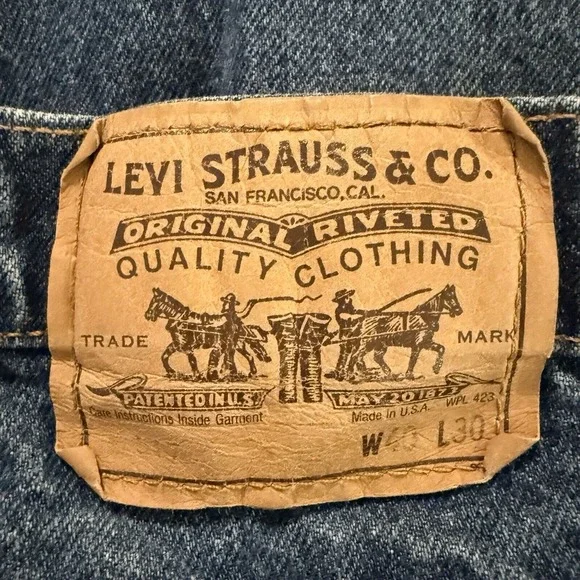 LEVI STRAUSS & CO.
SAN FRANCISCO, CAL.
ORIGINAL RIVETED
QUALITY CLOTHING
TRADE MARK
PATENTED IN U.S. MAY 20 1873
Care Instructions Inside Garment Made in U.S.A. WPL 423
L30